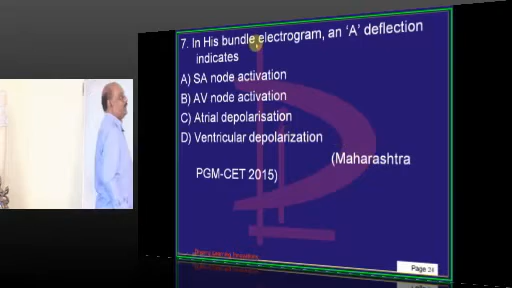 7. In His bundle electrogram, an ‘A’ deflection
indicates
A) SA node activation
B) AV node activation
C) Atrial depolarisation
D) Ventricular depolarization
(Maharashtra
PGM-CET 2015)
Page 24